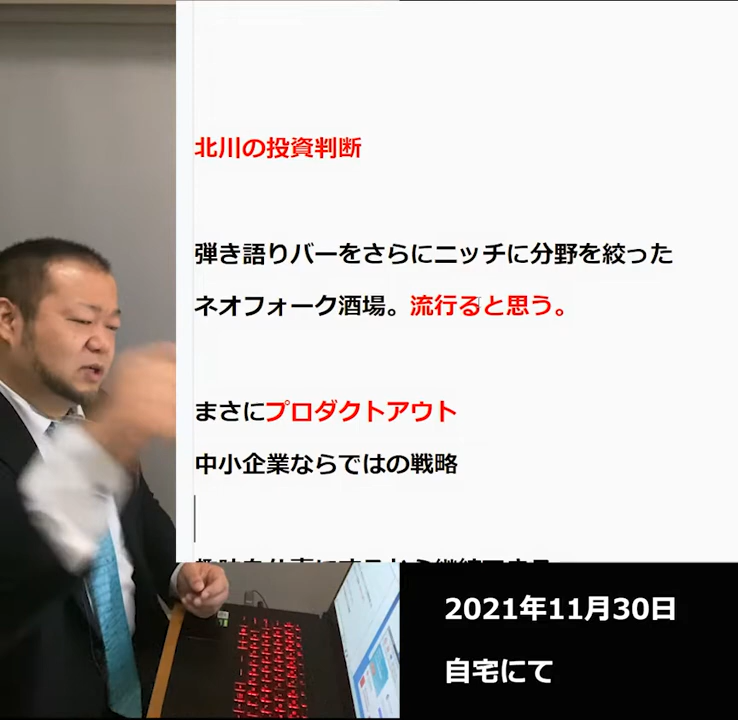 北川の投資判断
弾き語りバーをさらにニッチに分野を絞った
ネオフォーク酒場。流行ると思う。
まさにプロダクトアウト
中小企業ならではの戦略
2021年11月30日
自宅にて